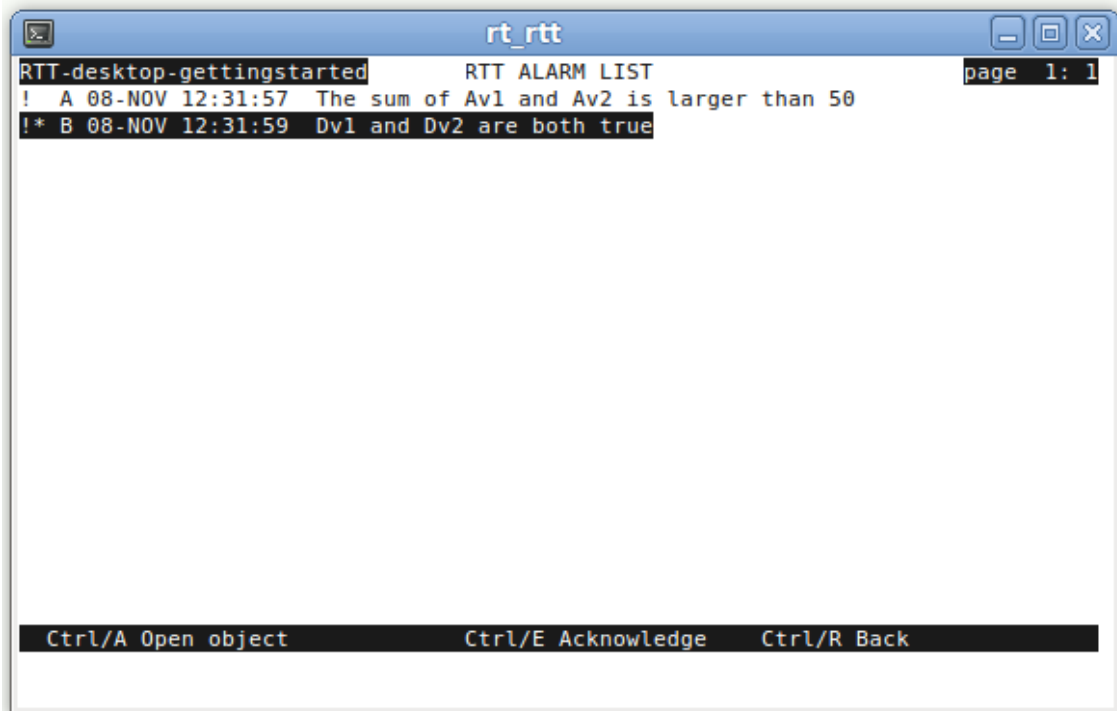 rt_rtt
RTT-desktop-gettingstarted RTT ALARM LIST page 1: 1
! A 08-NOV 12:31:57 The sum of Av1 and Av2 is larger than 50
!* B 08-NOV 12:31:59 Dv1 and Dv2 are both true
Ctrl/A Open object Ctrl/E Acknowledge Ctrl/R Back